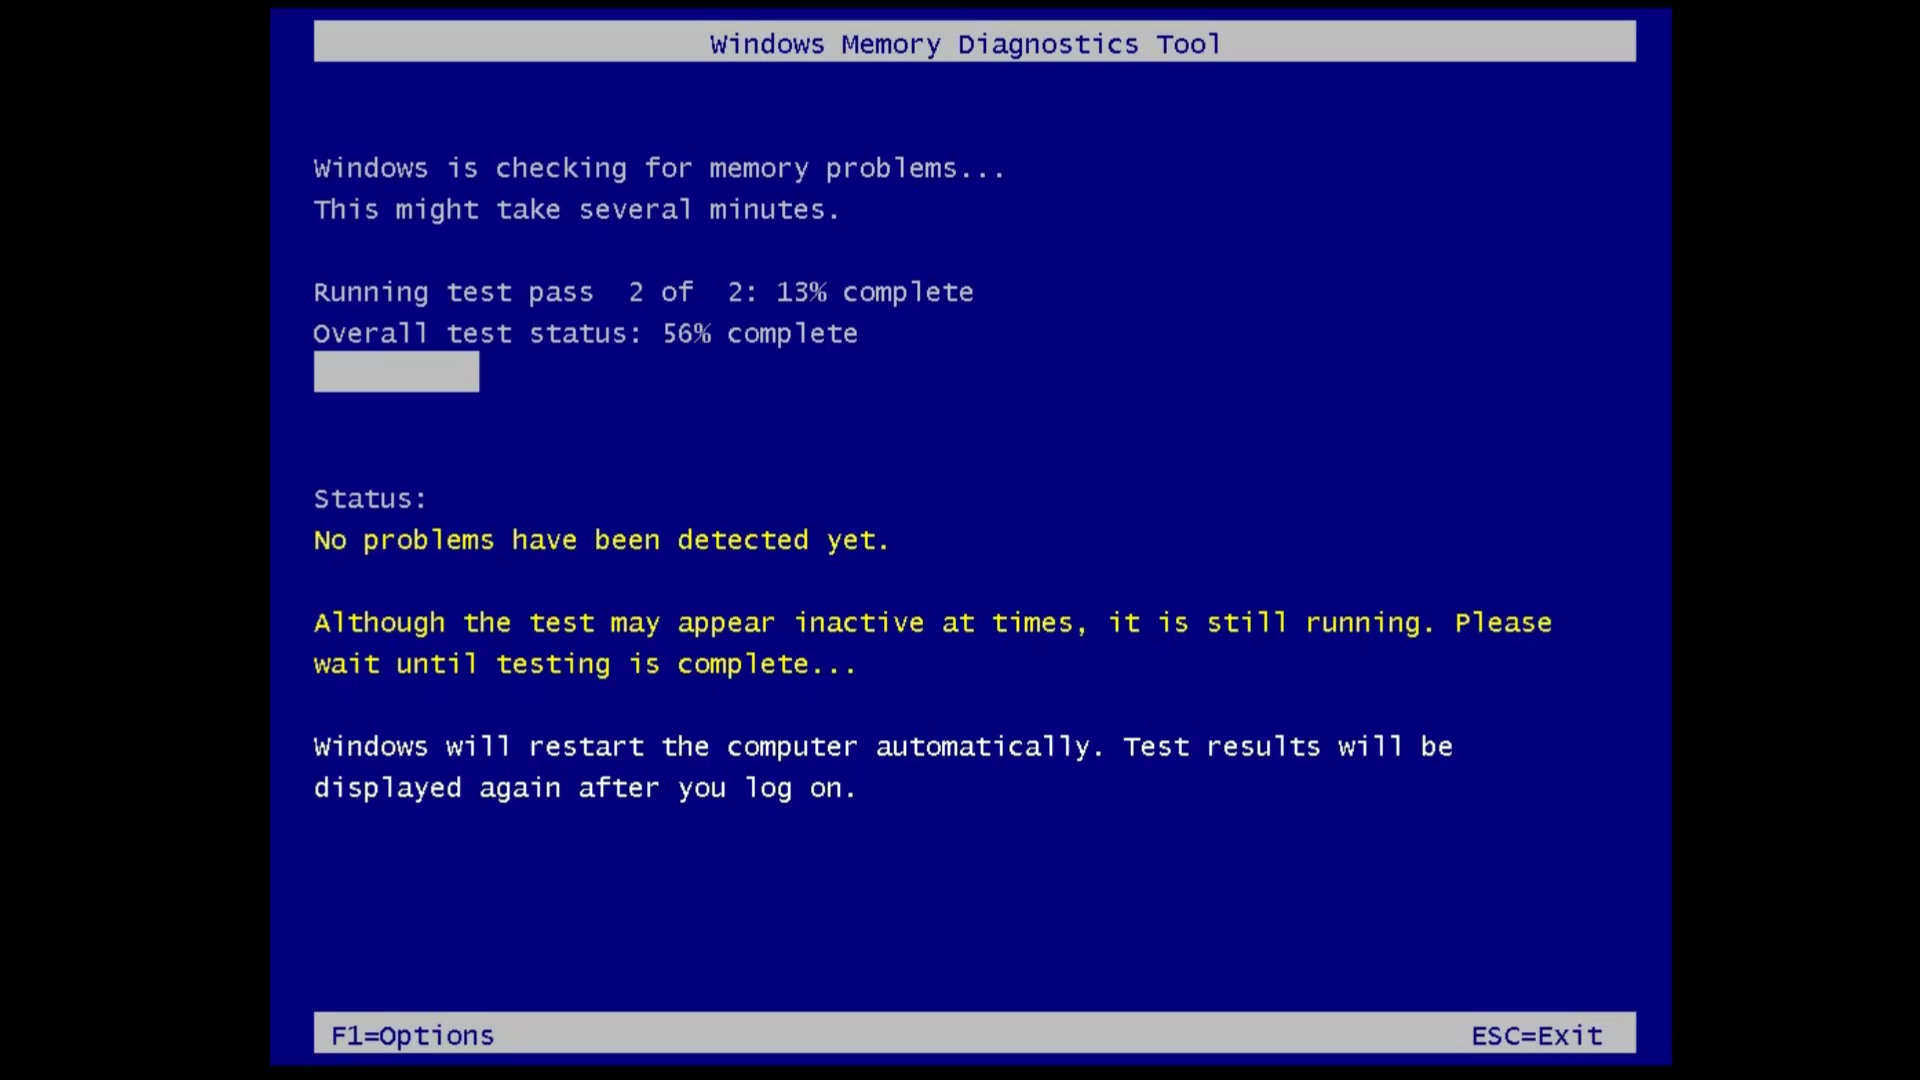 Windows Memory Diagnostics Tool
Windows is checking for memory problems...
This might take several minutes.
Running test pass  2 of  2: 13% complete
Overall test status: 56% complete
Status:
No problems have been detected yet.
Although the test may appear inactive at times, it is still running. Please
wait until testing is complete...
Windows will restart the computer automatically. Test results will be
displayed again after you log on.
F1=Options ESC=Exit